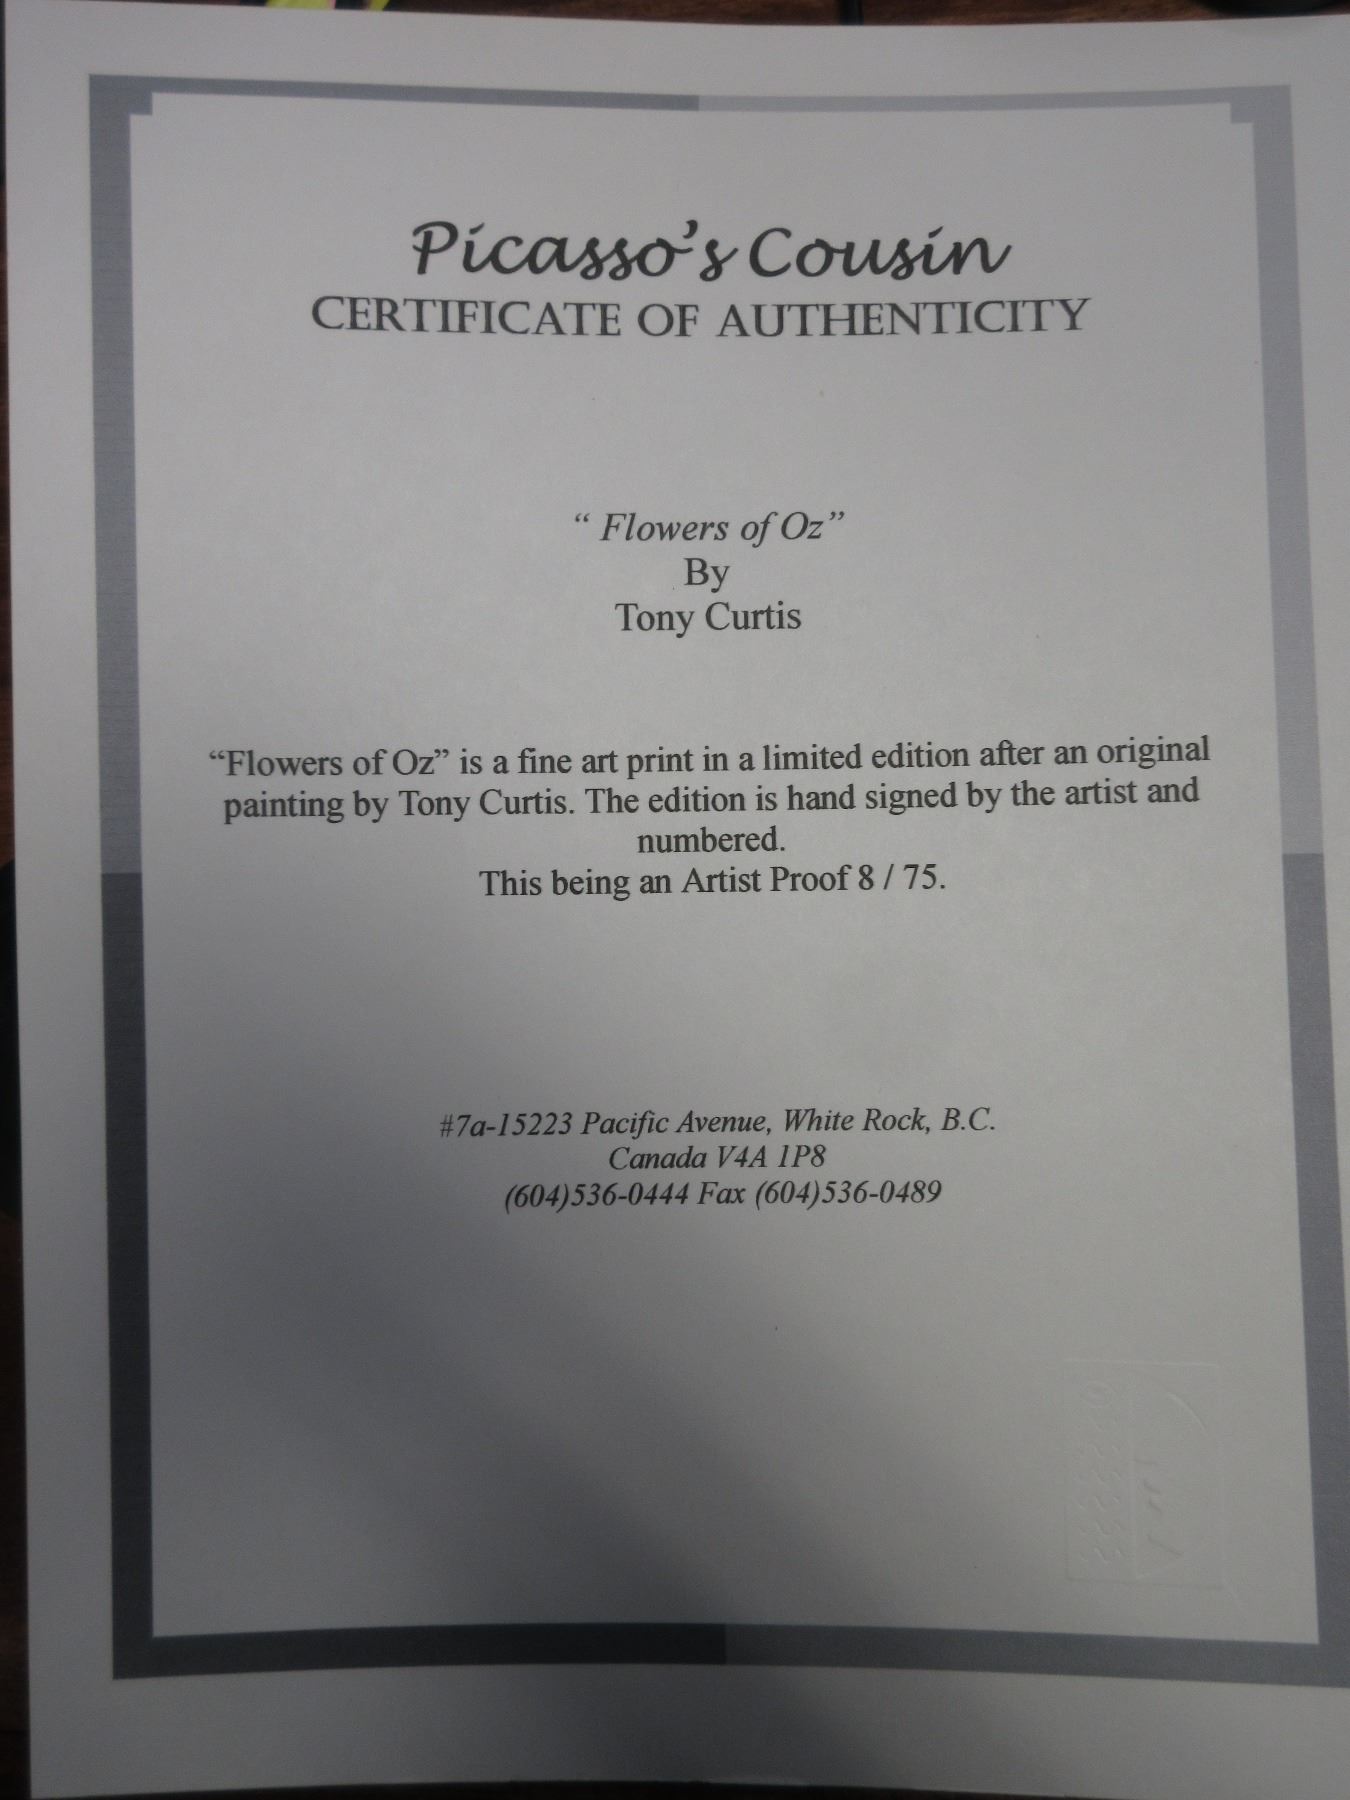 Picasso's Cousin
CERTIFICATE OF AUTHENTICITY
“ Flowers of Oz”
By
Tony Curtis
“Flowers of Oz” is a fine art print in a limited edition after an original
painting by Tony Curtis. The edition is hand signed by the artist and
numbered.
This being an Artist Proof 8 / 75.
#7a-15223 Pacific Avenue, White Rock, B.C.
Canada V4A 1P8
(604)536-0444 Fax (604)536-0489